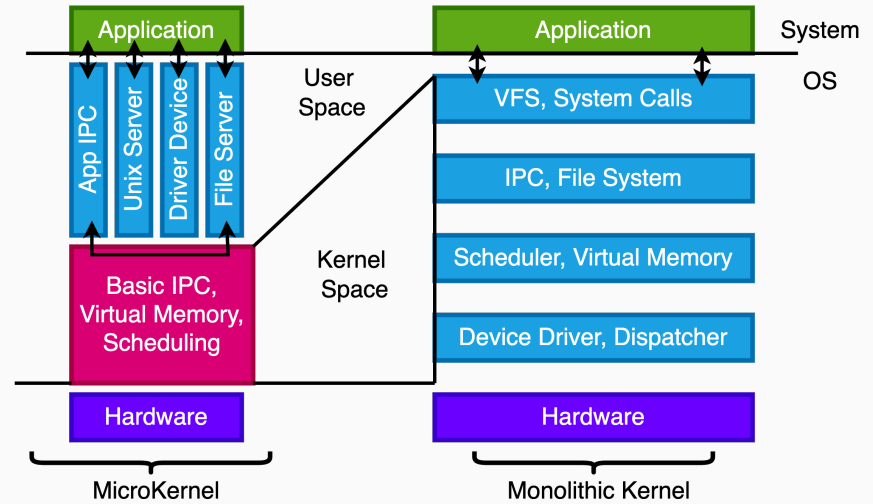 Application
Application
System
OS
User
Space
App IPC
Unix Server
Driver Device
File Server
VFS, System Calls
IPC, File System
Kernel
Space
Scheduler, Virtual Memory
Basic IPC,
Virtual Memory,
Scheduling
Device Driver, Dispatcher
Hardware
Hardware
MicroKernel
Monolithic Kernel